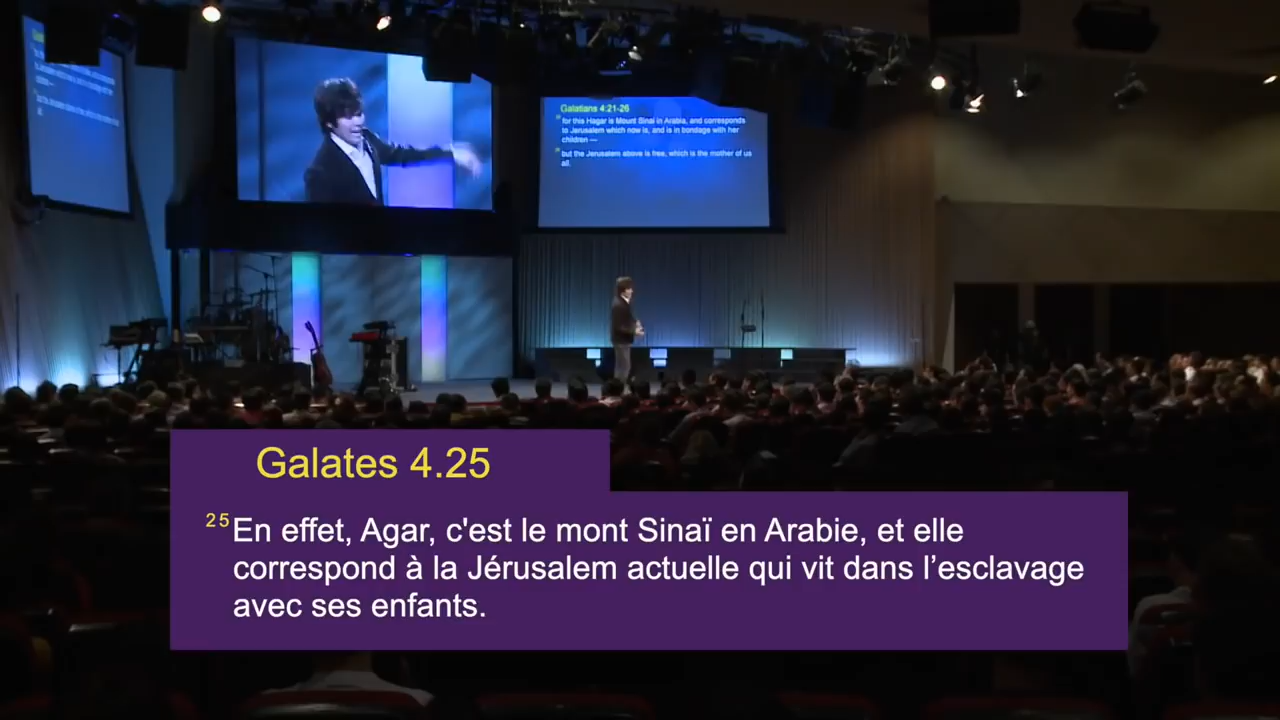 Galatians 4:21-26
for this Hagar is Mount Sinai in Arabia, and corresponds
to Jerusalem which now is, and is in bondage with her
children —
but the Jerusalem above is free, which is the mother of us
all.
Galates 4.25
25 En effet, Agar, c'est le mont Sinaï en Arabie, et elle
correspond à la Jérusalem actuelle qui vit dans l’esclavage
avec ses enfants.